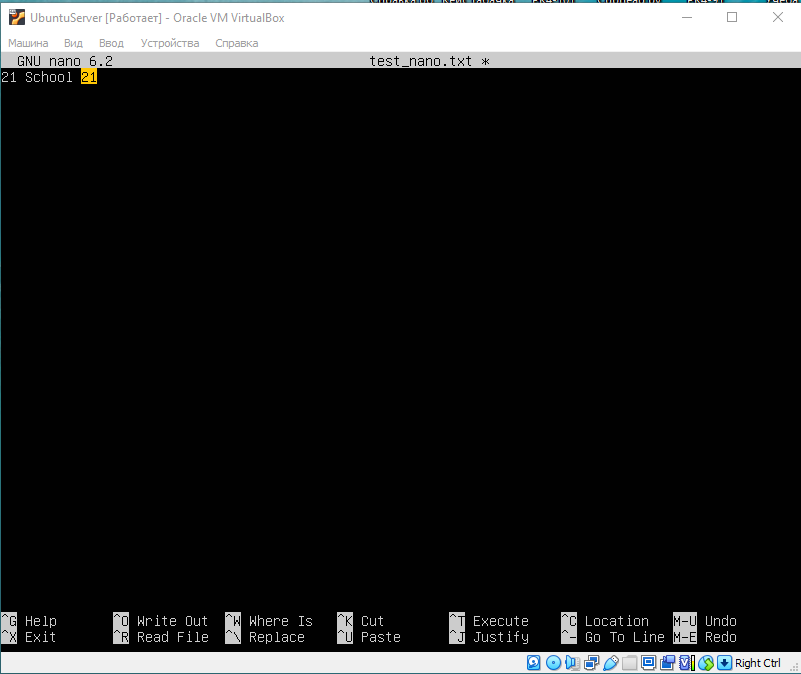 UbuntuServer [Работает] - Oracle VM VirtualBox
Машина Вид Ввод Устройства Справка
GNU nano 6.2 test_nano.txt *
21 School 21
^G Help ^O Write Out ^W Where Is ^K Cut ^T Execute ^C Location M-U Undo
^X Exit ^R Read File ^\ Replace ^U Paste ^J Justify ^- Go To Line M-E Redo
Right Ctrl